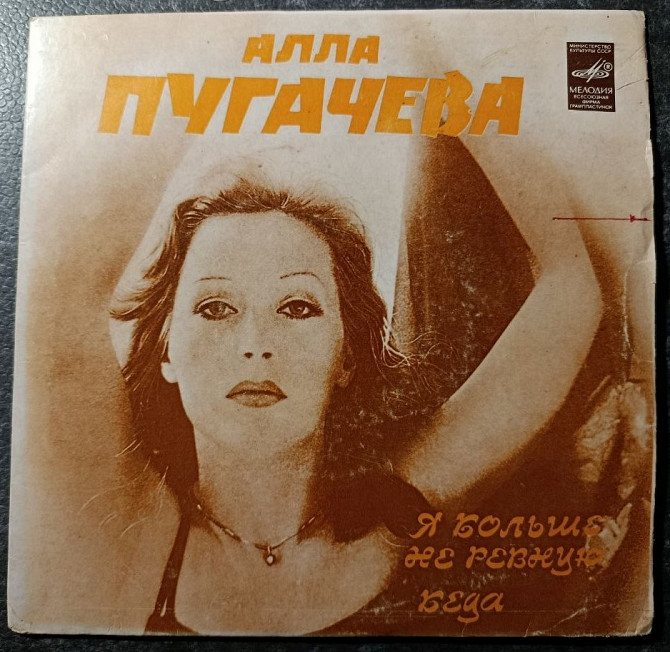 АЛЛА
ПУГАЧЕВА
МИНИСТЕРСТВО
КУЛЬТУРЫ СССР
МЕЛОДИЯ
ВСЕСОЮЗНАЯ
ФИРМА
ГРАМПЛАСТИНОК
Я БОЛЬШЕ
НЕ РЕВНУЮ
БЕДА